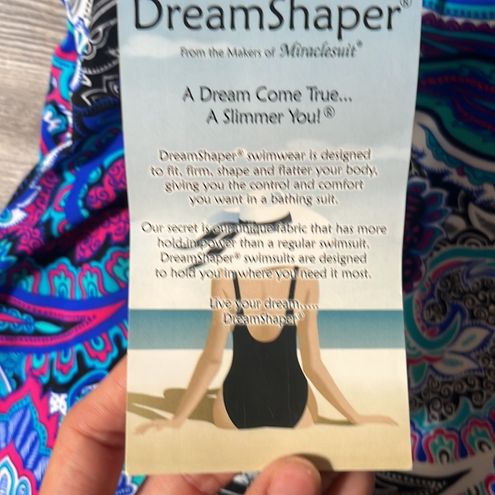 DreamShaper®
From the Makers of Miraclesuit®
A Dream Come True...
A Slimmer You!®
DreamShaper® swimwear is designed
to fit, firm, shape and flatter your body,
giving you the control and comfort
you want in a bathing suit.
Our secret is our unique fabric that has more
holding power than a regular swimsuit.
DreamShaper® swimsuits are designed
to hold you in where you need it most.
Live your dream.....
DreamShaper®